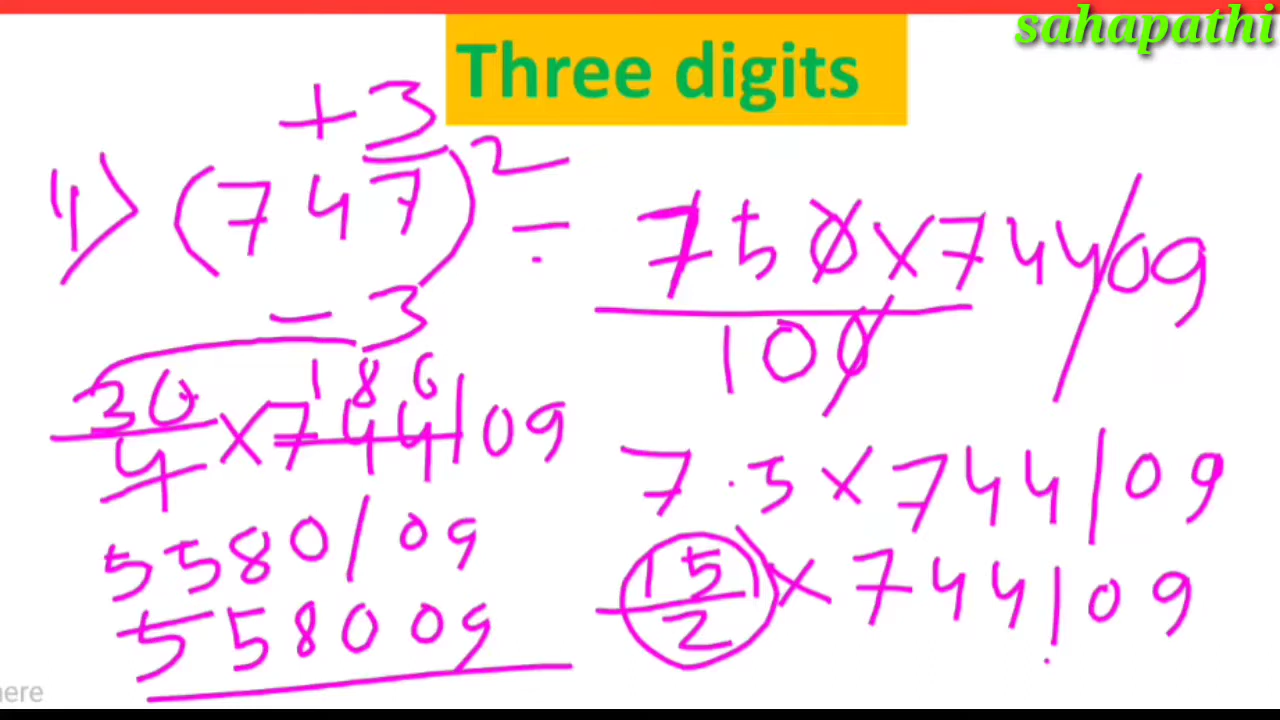 sahapathi
Three digits
+ 3
1) (747)² =
- 3
750 × 744 / 09
100
30 × 744 | 09
4
186
7.5 × 744 | 09
15 × 744 | 09
2
5580 / 09
558009
here